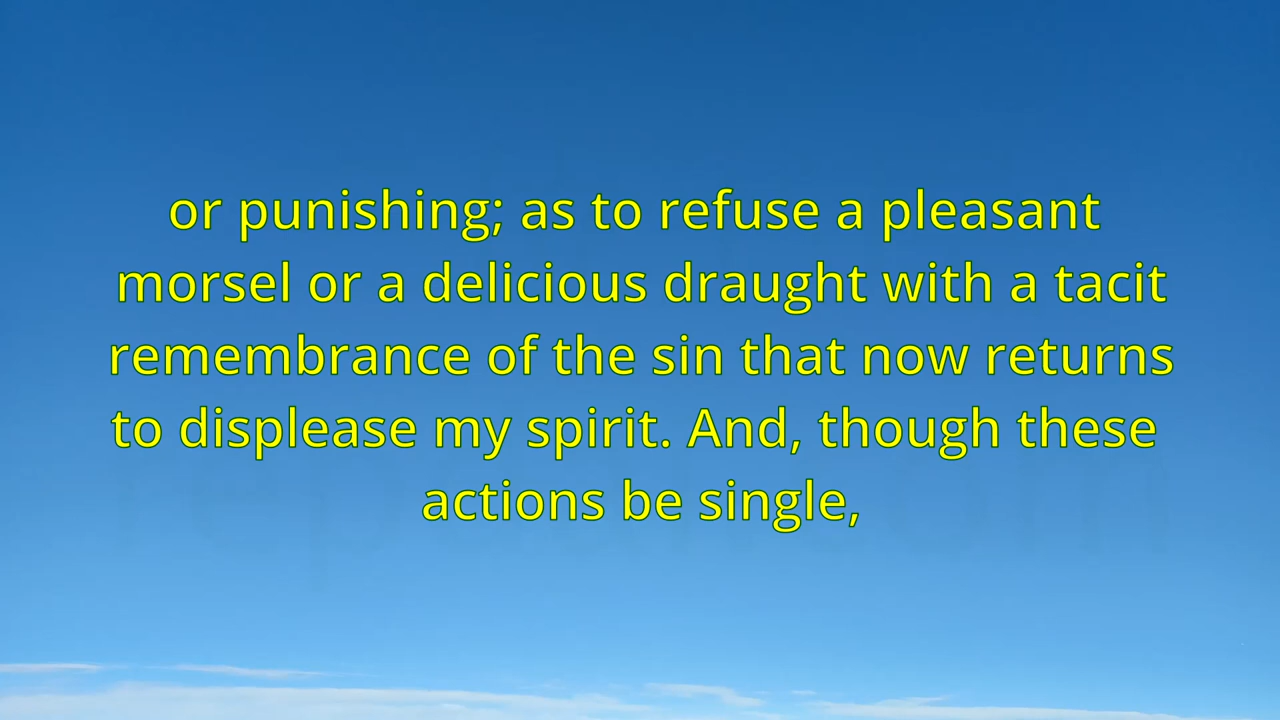 or punishing; as to refuse a pleasant
morsel or a delicious draught with a tacit
remembrance of the sin that now returns
to displease my spirit. And, though these
actions be single,